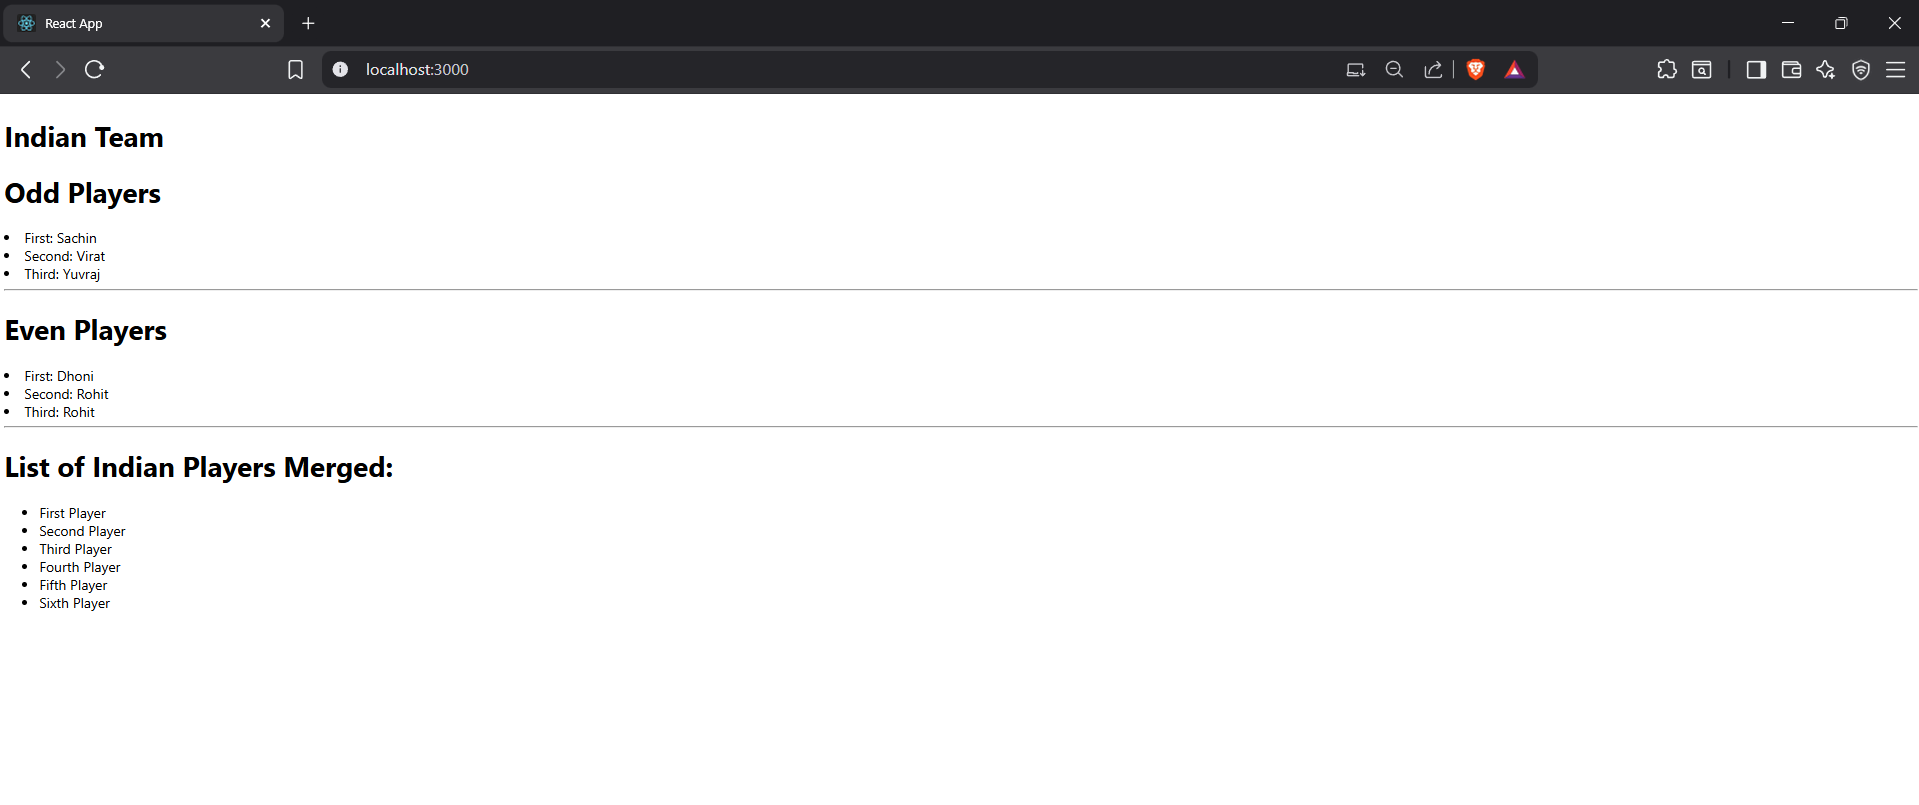 React App
localhost:3000
Indian Team
Odd Players
First: Sachin
Second: Virat
Third: Yuvraj
Even Players
First: Dhoni
Second: Rohit
Third: Rohit
List of Indian Players Merged:
First Player
Second Player
Third Player
Fourth Player
Fifth Player
Sixth Player